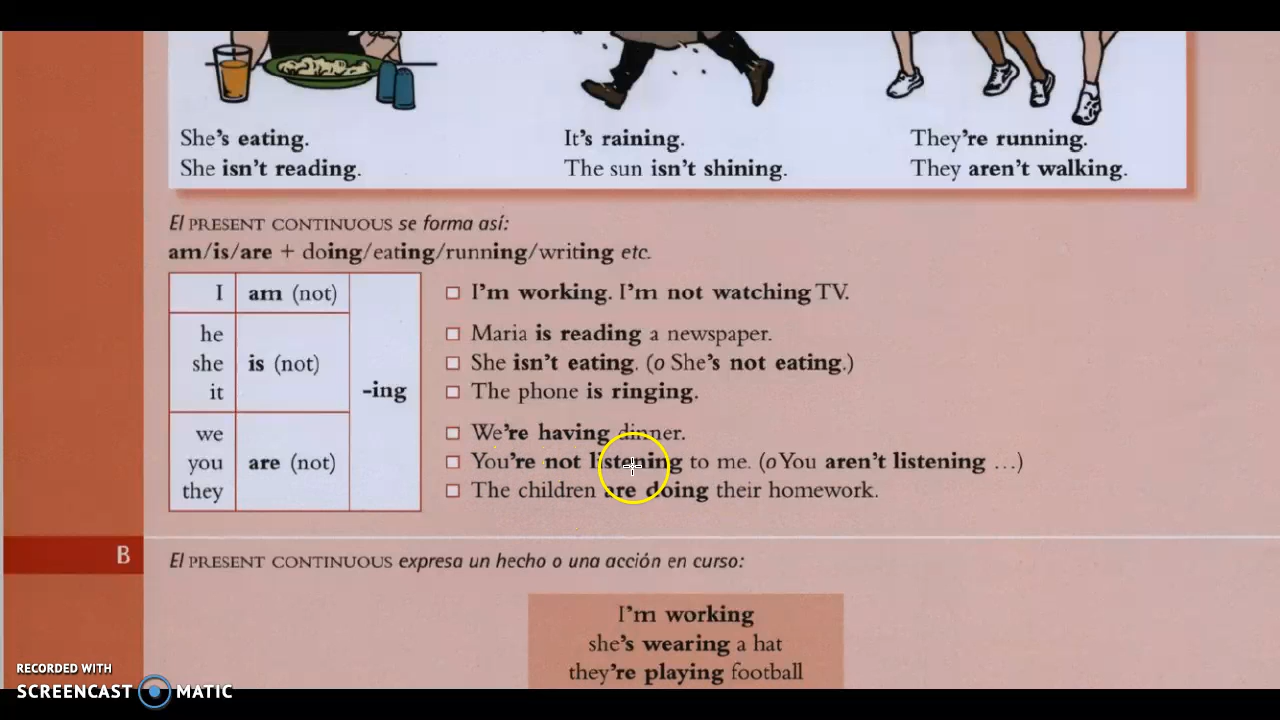 She's eating.
She isn't reading.
It's raining.
The sun isn't shining.
They're running.
They aren't walking.
El PRESENT CONTINUOUS se forma así:
am/is/are + doing/eating/running/writing etc.
I am (not)
he
she
it
is (not)
we
you
they
are (not)
-ing
I'm working. I'm not watching TV.
Maria is reading a newspaper.
She isn't eating. (o She's not eating.)
The phone is ringing.
We're having dinner.
You're not listening to me. (o You aren't listening ...)
The children are doing their homework.
B
El PRESENT CONTINUOUS expresa un hecho o una acción en curso:
I'm working
she's wearing a hat
they're playing football
RECORDED WITH
SCREENCAST MATIC